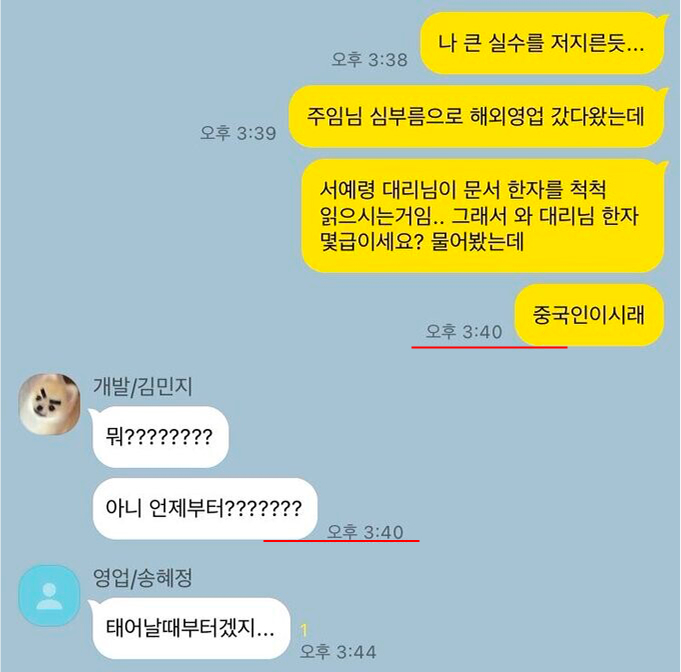 나 큰 실수를 저지른듯...
오후 3:38
주임님 심부름으로 해외영업 갔다왔는데
오후 3:39
서예령 대리님이 문서 한자를 척척
읽으시는거임.. 그래서 와 대리님 한자
몇급이세요? 물어봤는데
중국인이시래
오후 3:40
개발/김민지
뭐????????
아니 언제부터???????
오후 3:40
영업/송혜정
태어날때부터겠지...
1
오후 3:44